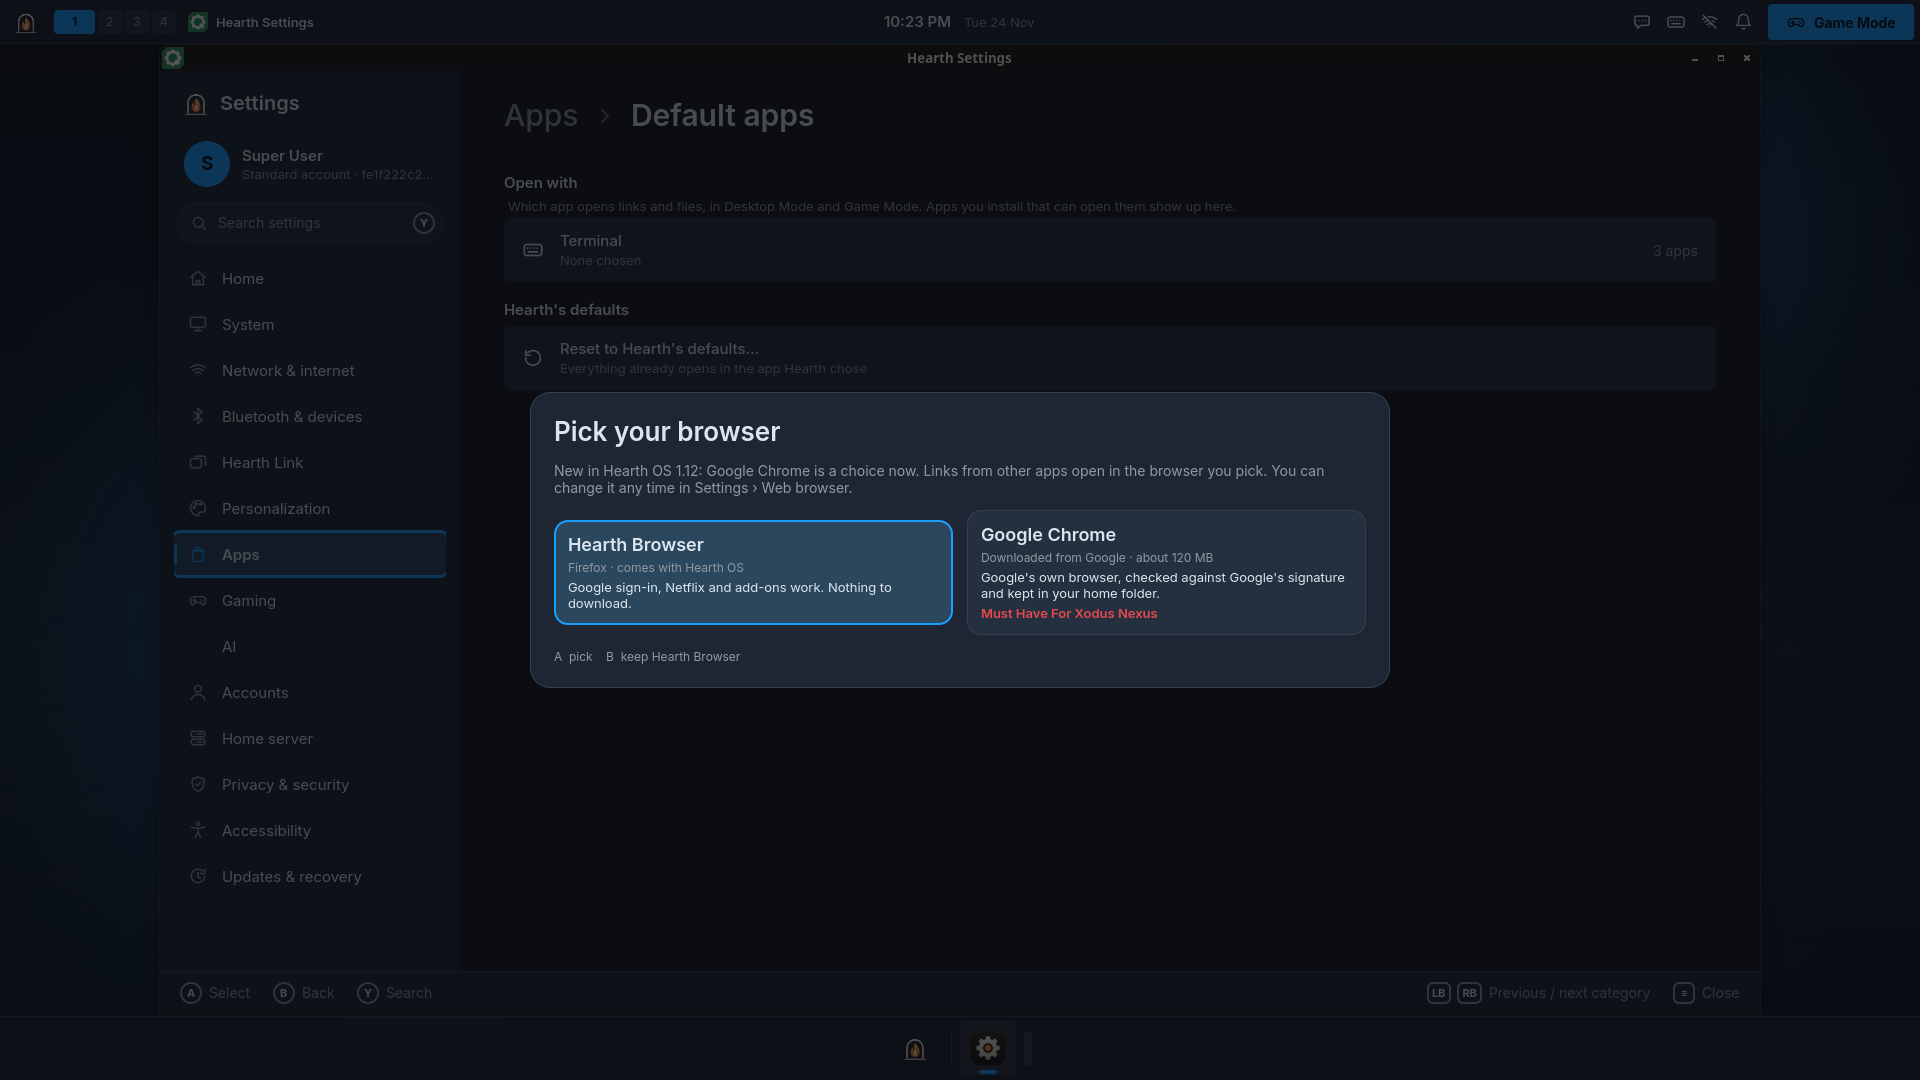 1 2 3 4 Hearth Settings 10:23 PM Tue 24 Nov Game Mode
Hearth Settings
Settings
S
Super User
Standard account · fe1f222c2...
Search settings Y
Home
System
Network & internet
Bluetooth & devices
Hearth Link
Personalization
Apps
Gaming
AI
Accounts
Home server
Privacy & security
Accessibility
Updates & recovery
Apps > Default apps
Open with
Which app opens links and files, in Desktop Mode and Game Mode. Apps you install that can open them show up here.
Terminal
None chosen
3 apps
Hearth's defaults
Reset to Hearth's defaults...
Everything already opens in the app Hearth chose
Pick your browser
New in Hearth OS 1.12: Google Chrome is a choice now. Links from other apps open in the browser you pick. You can
change it any time in Settings › Web browser.
Hearth Browser
Firefox · comes with Hearth OS
Google sign-in, Netflix and add-ons work. Nothing to
download.
Google Chrome
Downloaded from Google · about 120 MB
Google's own browser, checked against Google's signature
and kept in your home folder.
Must Have For Xodus Nexus
A pick B keep Hearth Browser
A Select B Back Y Search
LB RB Previous / next category ≡ Close